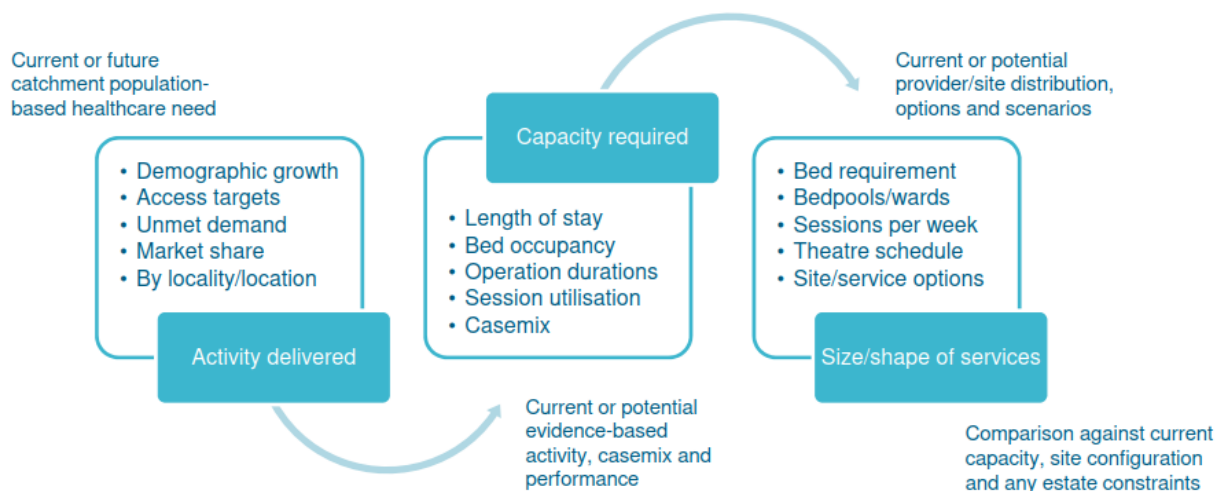 Current or future
catchment population-
based healthcare need
• Demographic growth
• Access targets
• Unmet demand
• Market share
• By locality/location
Activity delivered
Capacity required
• Length of stay
• Bed occupancy
• Operation durations
• Session utilisation
• Casemix
Current or potential
evidence-based
activity, casemix and
performance
Current or potential
provider/site distribution,
options and scenarios
• Bed requirement
• Bedpools/wards
• Sessions per week
• Theatre schedule
• Site/service options
Size/shape of services
Comparison against current
capacity, site configuration
and any estate constraints